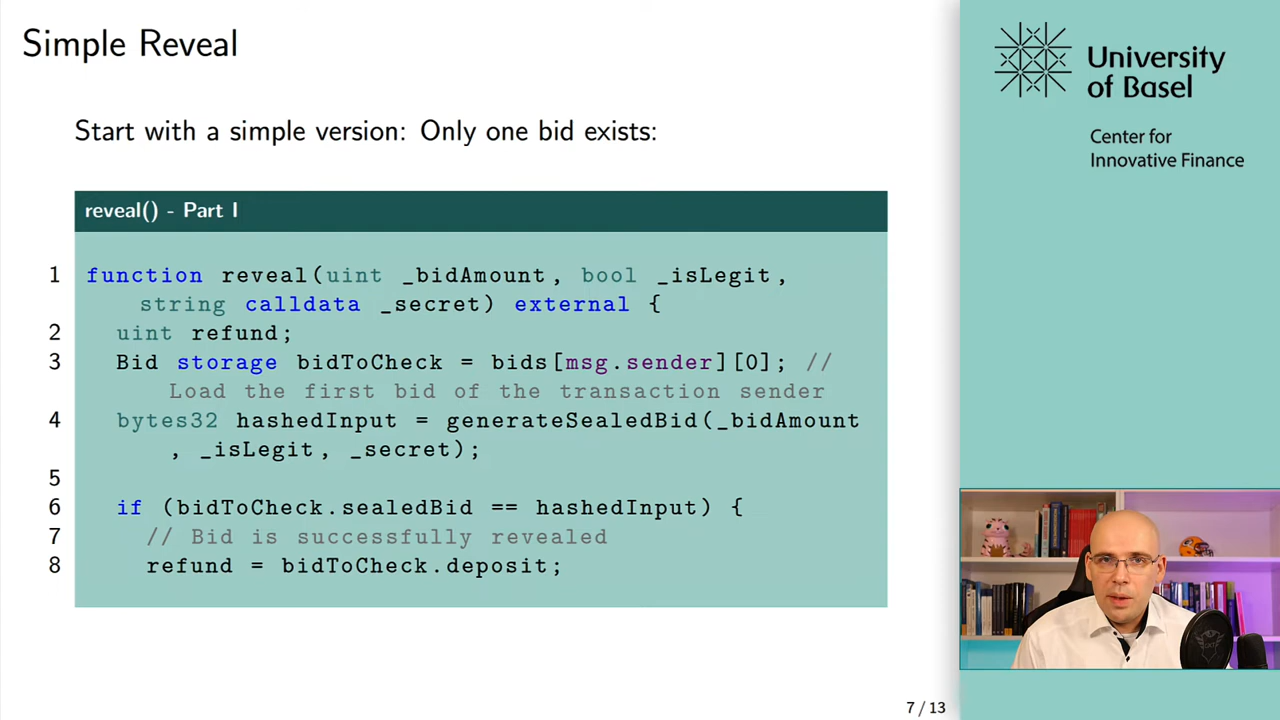 Simple Reveal
University
of Basel
Center for
Innovative Finance
Start with a simple version: Only one bid exists:
reveal() - Part I
1 function reveal(uint _bidAmount, bool _isLegit,
string calldata _secret) external {
2 uint refund;
3 Bid storage bidToCheck = bids[msg.sender][0]; //
Load the first bid of the transaction sender
4 bytes32 hashedInput = generateSealedBid(_bidAmount
, _isLegit, _secret);
5
6 if (bidToCheck.sealedBid == hashedInput) {
7 // Bid is successfully revealed
8 refund = bidToCheck.deposit;
7 / 13